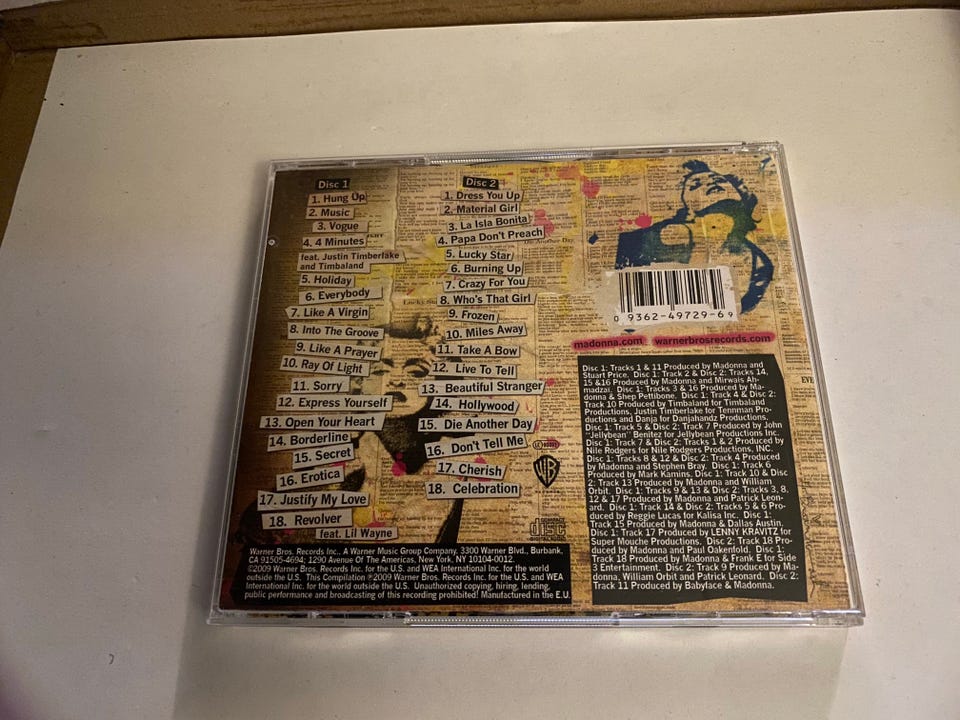 Disc 1
1. Hung Up
2. Music
3. Vogue
4. 4 Minutes
feat. Justin Timberlake
and Timbaland
5. Holiday
6. Everybody
7. Like A Virgin
8. Into The Groove
9. Like A Prayer
10. Ray Of Light
11. Sorry
12. Express Yourself
13. Open Your Heart
14. Borderline
15. Secret
16. Erotica
17. Justify My Love
18. Revolver
feat. Lil Wayne
Disc 2
1. Dress You Up
2. Material Girl
3. La Isla Bonita
4. Papa Don't Preach
5. Lucky Star
6. Burning Up
7. Crazy For You
8. Who's That Girl
9. Frozen
10. Miles Away
11. Take A Bow
12. Live To Tell
13. Beautiful Stranger
14. Hollywood
15. Die Another Day
16. Don't Tell Me
17. Cherish
18. Celebration
0 9362-49729-6 9
madonna.com warnerbrosrecords.com
Disc 1: Tracks 1 & 11 Produced by Madonna and
Stuart Price. Disc 1: Track 2 & Disc 2: Tracks 14,
15 &16 Produced by Madonna and Mirwais Ah-
madzai. Disc 1: Tracks 3 & 16 Produced by Ma-
donna & Shep Pettibone. Disc 1: Track 4 & Disc 2:
Track 10 Produced by Timbaland for Timbaland
Productions, Justin Timberlake for Tennman Pro-
ductions and Danja for Danjahandz Productions.
Disc 1: Track 5 & Disc 2: Track 7 Produced by John
"Jellybean" Benitez for Jellybean Productions Inc.
Disc 1: Track 7 & Disc 2: Tracks 1 & 2 Produced by
Nile Rodgers for Nile Rodgers Productions, INC.
Disc 1: Tracks 8 & 12 & Disc 2: Track 4 Produced
by Madonna and Stephen Bray. Disc 1: Track 6
Produced by Mark Kamins. Disc 1: Track 10 & Disc
2: Track 13 Produced by Madonna and William
Orbit. Disc 1: Tracks 9 & 13 & Disc 2: Tracks 3, 8,
12 & 17 Produced by Madonna and Patrick Leon-
ard. Disc 1: Track 14 & Disc 2: Tracks 5 & 6 Pro-
duced by Reggie Lucas for Kalisa Inc. Disc 1:
Track 15 Produced by Madonna & Dallas Austin.
Disc 1: Track 17 Produced by LENNY KRAVITZ for
Super Mouche Productions. Disc 2: Track 18 Pro-
duced by Madonna and Paul Oakenfold. Disc 1:
Track 18 Produced by Madonna & Frank E for Side
3 Entertainment. Disc 2: Track 9 Produced by Ma-
donna, William Orbit and Patrick Leonard. Disc 2:
Track 11 Produced by Babyface & Madonna.
WB
Warner Bros. Records Inc., A Warner Music Group Company, 3300 Warner Blvd., Burbank,
CA 91505-4694; 1290 Avenue Of The Americas, New York, NY 10104-0012.
©2009 Warner Bros. Records Inc. for the U.S. and WEA International Inc. for the world
outside the U.S. This Compilation ℗2009 Warner Bros. Records Inc. for the U.S. and WEA
International Inc. for the world outside the U.S. Unauthorized copying, hiring, lending,
public performance and broadcasting of this recording prohibited! Manufactured in the E.U.